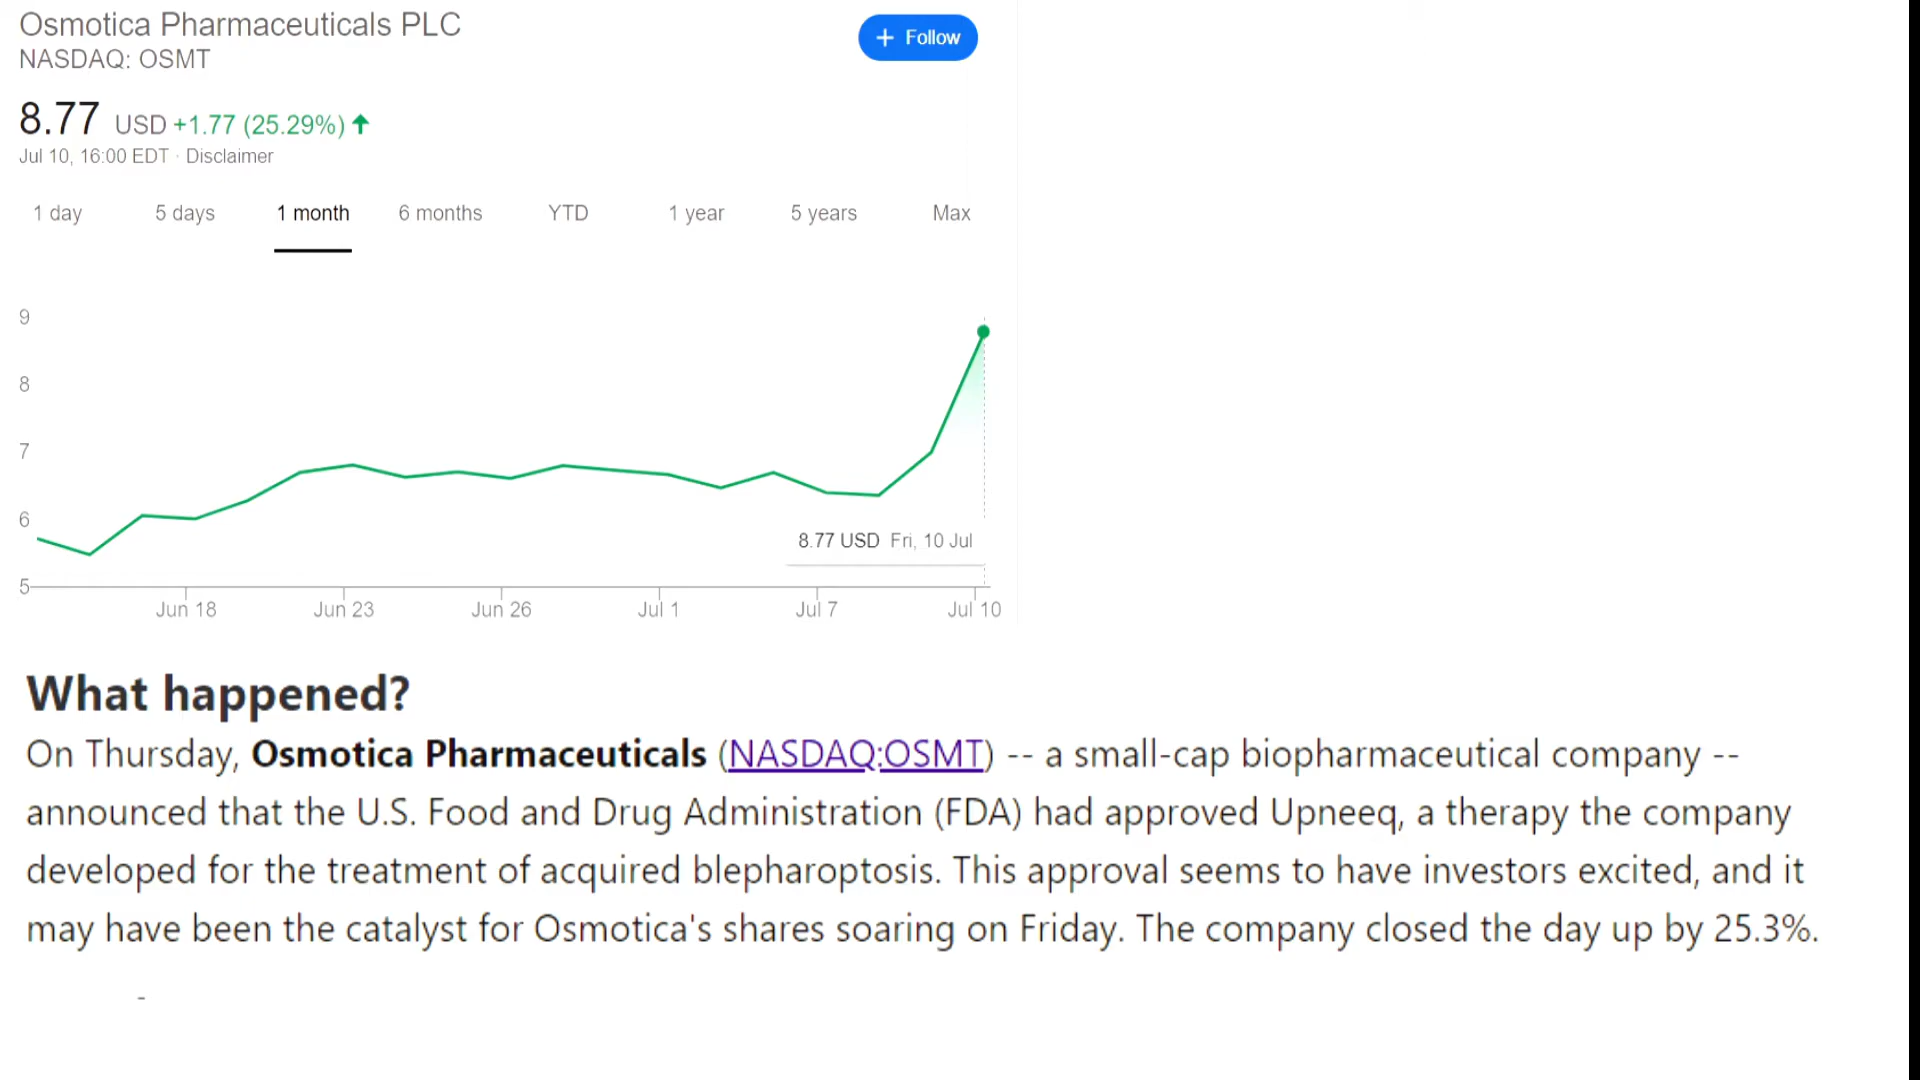 Osmotica Pharmaceuticals PLC
+ Follow
NASDAQ: OSMT
8.77 USD +1.77 (25.29%)
Jul 10, 16:00 EDT · Disclaimer
1 day 5 days 1 month 6 months YTD 1 year 5 years Max
9
8
7
6
8.77 USD Fri, 10 Jul
5
Jun 18 Jun 23 Jun 26 Jul 1 Jul 7 Jul 10
What happened?
On Thursday, Osmotica Pharmaceuticals (NASDAQ:OSMT) -- a small-cap biopharmaceutical company --
announced that the U.S. Food and Drug Administration (FDA) had approved Upneeq, a therapy the company
developed for the treatment of acquired blepharoptosis. This approval seems to have investors excited, and it
may have been the catalyst for Osmotica's shares soaring on Friday. The company closed the day up by 25.3%.
-